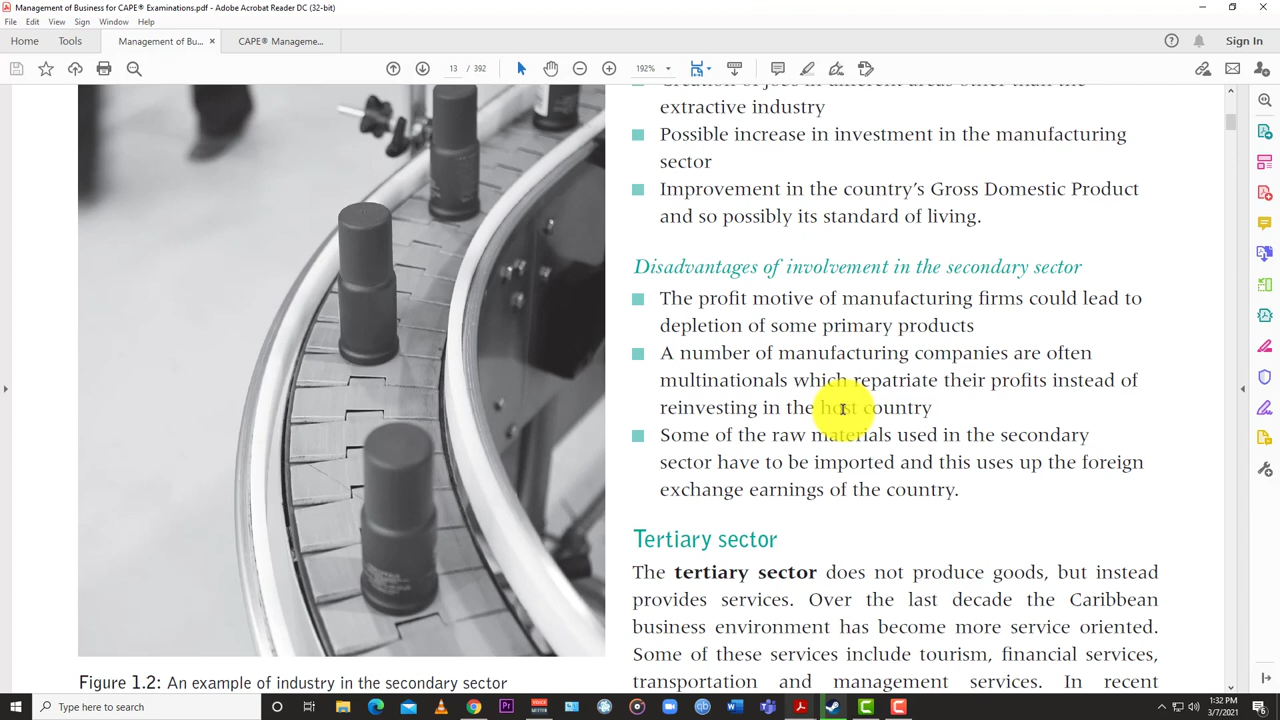 Management of Business for CAPE® Examinations.pdf - Adobe Acrobat Reader DC (32-bit)
File Edit View Sign Window Help
Home Tools Management of Bu... × CAPE® Manageme... Sign In
13 / 392 192%
Creation of jobs in different areas other than the
extractive industry
Possible increase in investment in the manufacturing
sector
Improvement in the country's Gross Domestic Product
and so possibly its standard of living.
Disadvantages of involvement in the secondary sector
The profit motive of manufacturing firms could lead to
depletion of some primary products
A number of manufacturing companies are often
multinationals which repatriate their profits instead of
reinvesting in the host country
Some of the raw materials used in the secondary
sector have to be imported and this uses up the foreign
exchange earnings of the country.
Tertiary sector
The tertiary sector does not produce goods, but instead
provides services. Over the last decade the Caribbean
business environment has become more service oriented.
Some of these services include tourism, financial services,
transportation and management services. In recent
Figure 1.2: An example of industry in the secondary sector
Type here to search
1:32 PM
3/7/2021